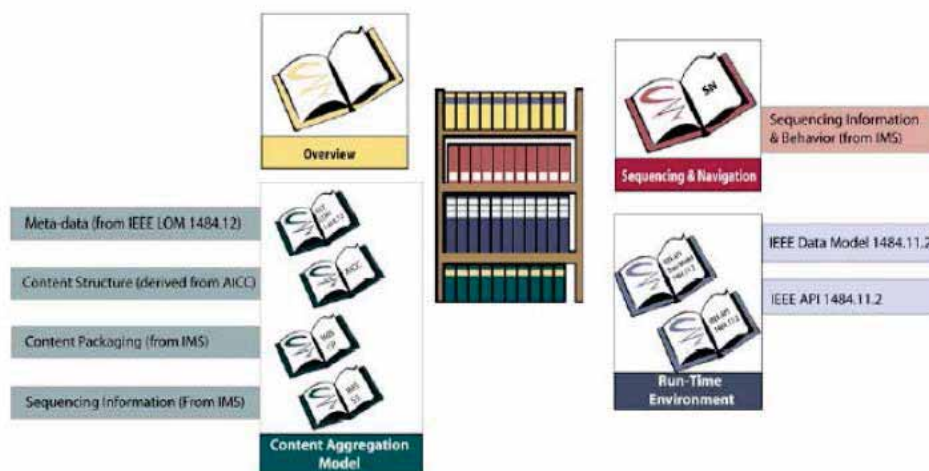 Overview
SN
Sequencing & Navigation
Sequencing Information
& Behavior (from IMS)
Meta-data (from IEEE LOM 1484.12)
Content Structure (derived from AICC)
Content Packaging (from IMS)
Sequencing Information (From IMS)
AICC
Content Aggregation
Model
IEEE Data Model 1484.11.2
IEEE API 1484.11.2
Run-Time
Environment